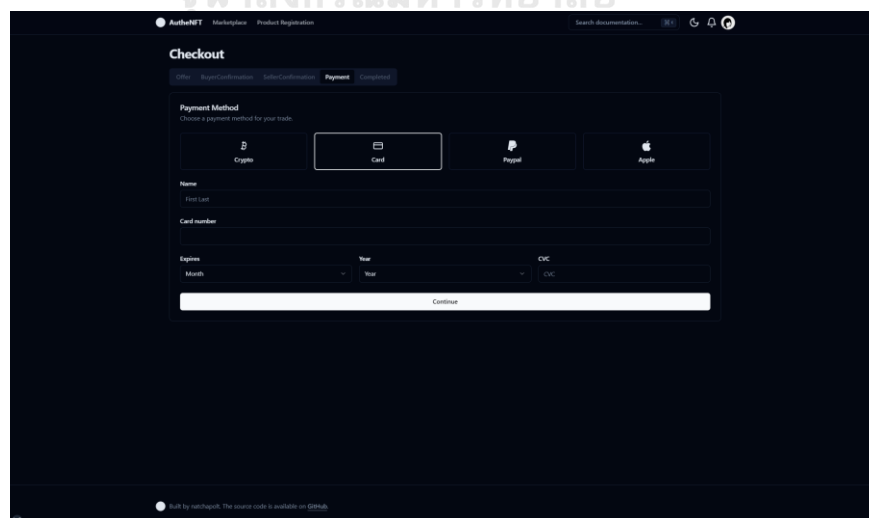 AutheNFT Marketplace Product Registration Search documentation... ⌘K
Checkout
Offer BuyerConfirmation SellerConfirmation Payment Completed
Payment Method
Choose a payment method for your trade.
Crypto Card Paypal Apple
Name
First Last
Card number
Expires Year CVC
Month Year CVC
Continue
Built by natchapolt. The source code is available on GitHub.